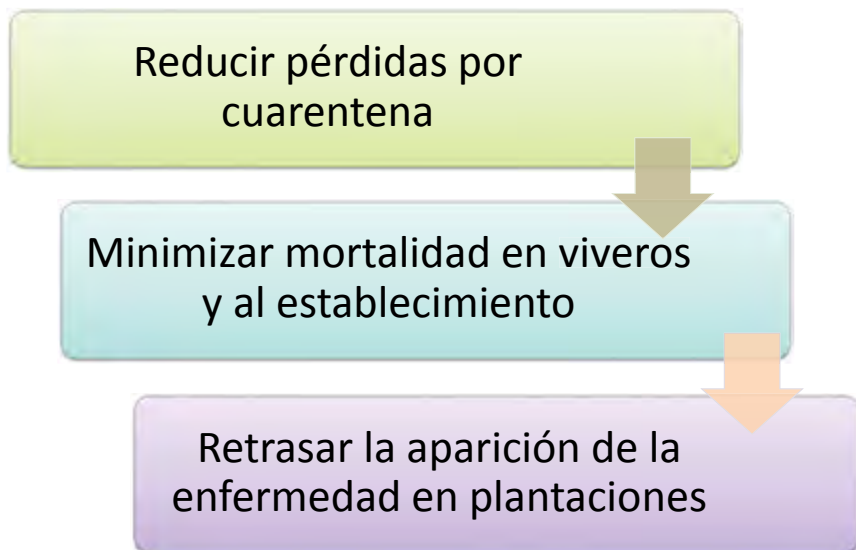 Reducir pérdidas por
cuarentena
Minimizar mortalidad en viveros
y al establecimiento
Retrasar la aparición de la
enfermedad en plantaciones